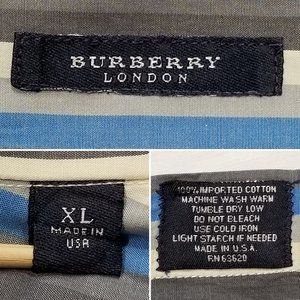 BURBERRY
LONDON
XL
MADE IN
USA
100% IMPORTED COTTON
MACHINE WASH WARM
TUMBLE DRY LOW
DO NOT BLEACH
USE COLD IRON
LIGHT STARCH IF NEEDED
MADE IN U.S.A.
RN 63620